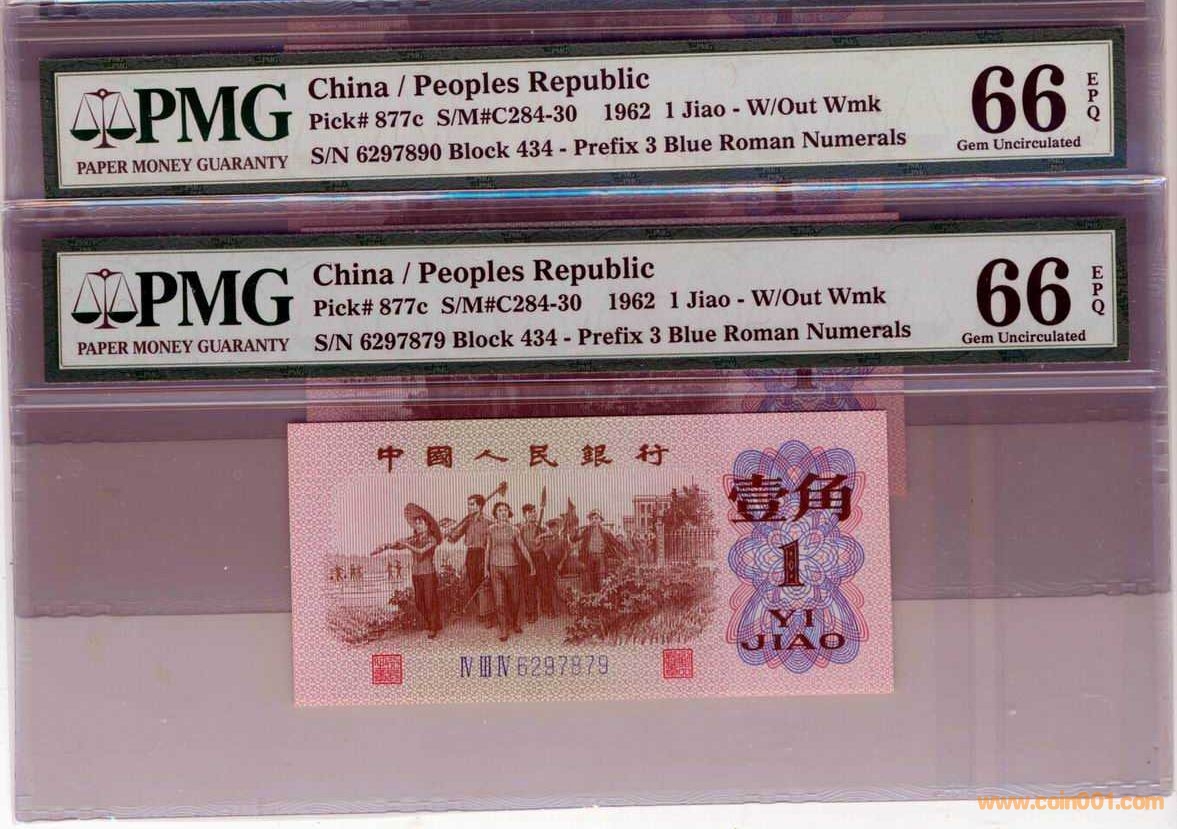 PMG
PAPER MONEY GUARANTY
China / Peoples Republic
Pick# 877c S/M#C284-30 1962 1 Jiao - W/Out Wmk
S/N 6297890 Block 434 - Prefix 3 Blue Roman Numerals
66
EPQ
Gem Uncirculated
PMG
PAPER MONEY GUARANTY
China / Peoples Republic
Pick# 877c S/M#C284-30 1962 1 Jiao - W/Out Wmk
S/N 6297879 Block 434 - Prefix 3 Blue Roman Numerals
66
EPQ
Gem Uncirculated
中國人民銀行
壹角
1
YI
JIAO
IV III IV 6297879
www.coin001.com